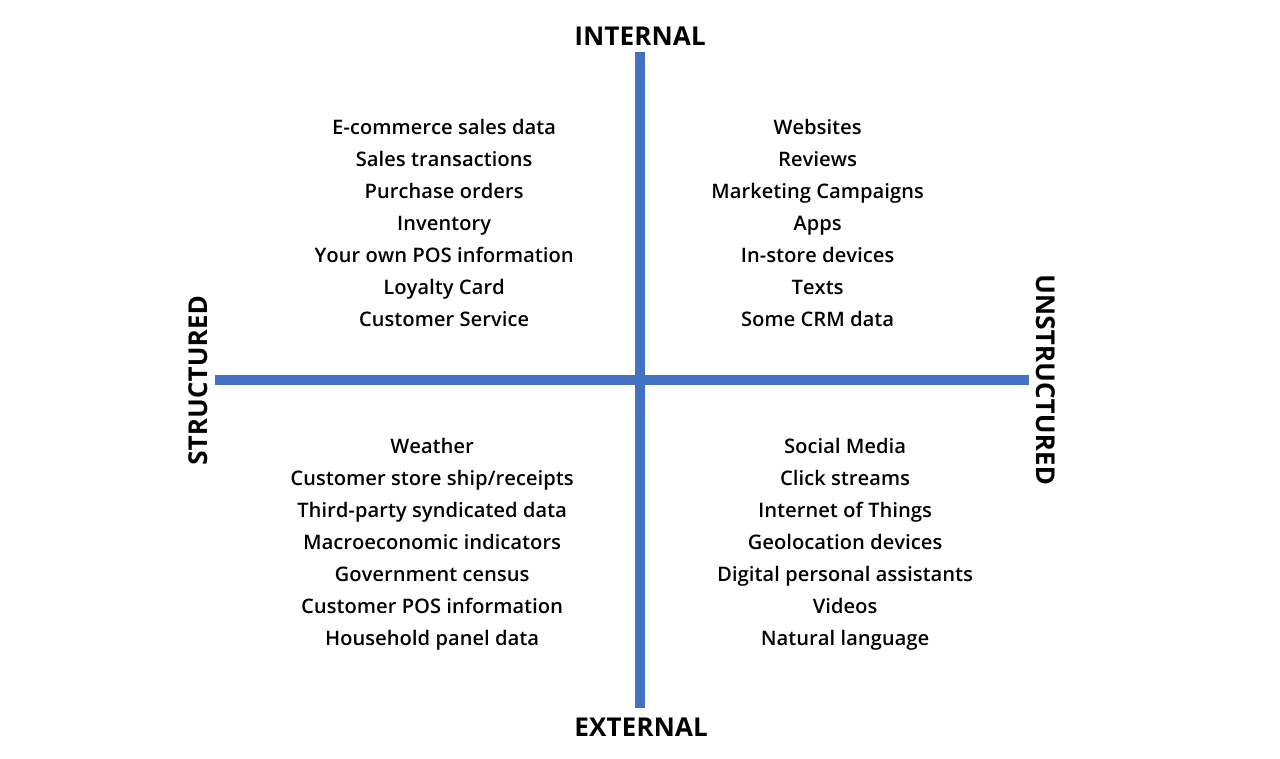 INTERNAL
E-commerce sales data
Sales transactions
Purchase orders
Inventory
Your own POS information
Loyalty Card
Customer Service
Websites
Reviews
Marketing Campaigns
Apps
In-store devices
Texts
Some CRM data
STRUCTURED
UNSTRUCTURED
Weather
Customer store ship/receipts
Third-party syndicated data
Macroeconomic indicators
Government census
Customer POS information
Household panel data
Social Media
Click streams
Internet of Things
Geolocation devices
Digital personal assistants
Videos
Natural language
EXTERNAL